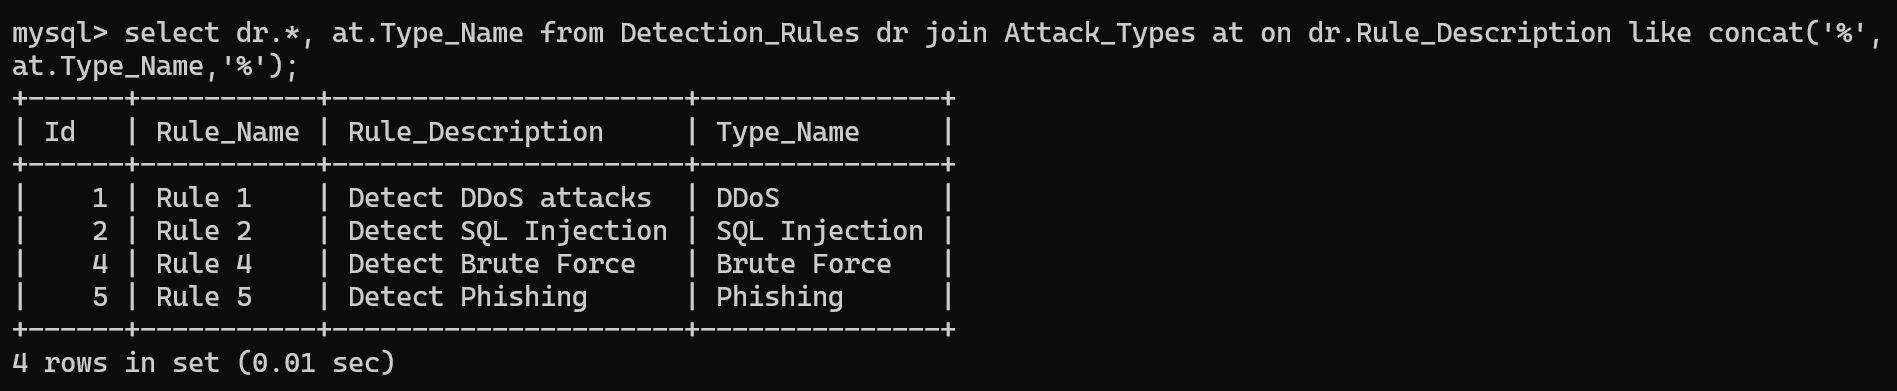 mysql> select dr.*, at.Type_Name from Detection_Rules dr join Attack_Types at on dr.Rule_Description like concat('%',
at.Type_Name,'%');
+------+-----------+----------------------+---------------+
| Id   | Rule_Name | Rule_Description     | Type_Name     |
+------+-----------+----------------------+---------------+
|    1 | Rule 1    | Detect DDoS attacks  | DDoS          |
|    2 | Rule 2    | Detect SQL Injection | SQL Injection |
|    4 | Rule 4    | Detect Brute Force   | Brute Force   |
|    5 | Rule 5    | Detect Phishing      | Phishing      |
+------+-----------+----------------------+---------------+
4 rows in set (0.01 sec)